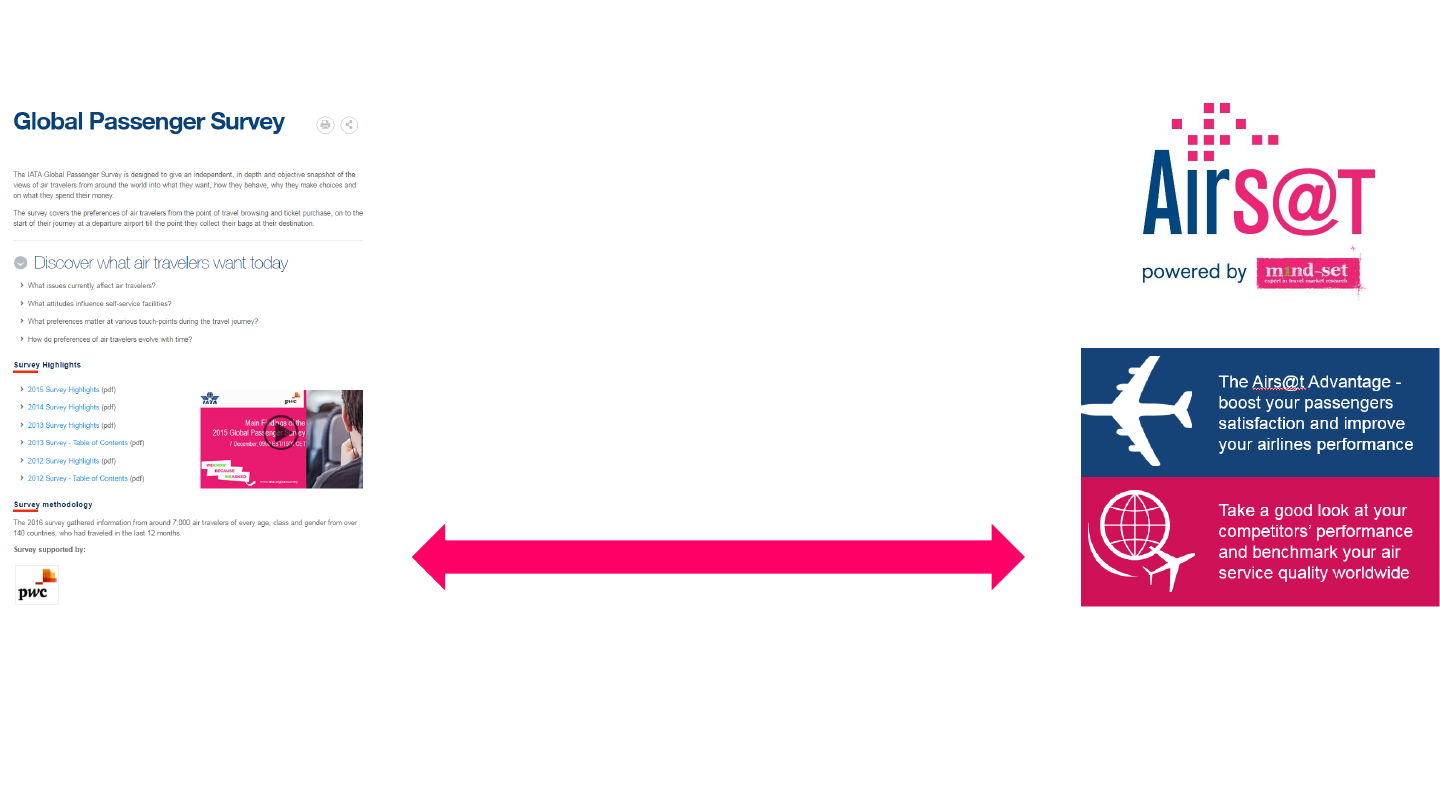 Global Passenger Survey
The IATA Global Passenger Survey is designed to give an independent, in depth and objective snapshot of the
views of air travelers from around the world into what they want, how they behave, why they make choices and
on what they spend their money.
The survey covers the preferences of air travelers from the point of travel browsing and ticket purchase, on to the
start of their journey at a departure airport till the point they collect their bags at their destination.
Discover what air travelers want today
What issues currently affect air travelers?
What attitudes influence self-service facilities?
What preferences matter at various touch-points during the travel journey?
How do preferences of air travelers evolve with time?
Survey Highlights
2015 Survey Highlights (pdf)
2014 Survey Highlights (pdf)
2013 Survey Highlights (pdf)
2013 Survey - Table of Contents (pdf)
2012 Survey Highlights (pdf)
2012 Survey - Table of Contents (pdf)
IATA
pwc
Main Findings of the
2015 Global Passenger Survey
7 December, 
BECAUSE
Survey methodology
The 2016 survey gathered information from around 7,000 air travelers of every age, class and gender from over
140 countries, who had traveled in the last 12 months.
Survey supported by:
pwc
AirS@T
powered by mind-set
expert in travel market research
The Airs@t Advantage -
boost your passengers
satisfaction and improve
your airlines performance
Take a good look at your
competitors' performance
and benchmark your air
service quality worldwide